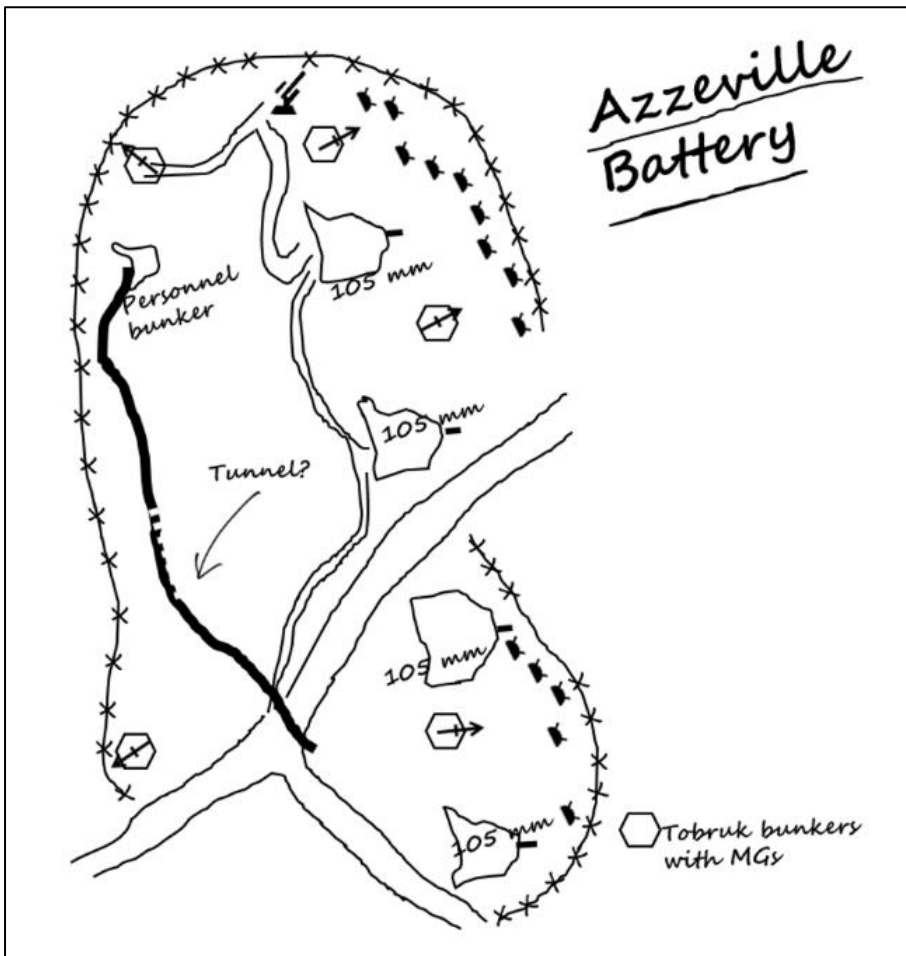 Azzeville
Battery
105 mm
Personnel
bunker
105 mm
Tunnel?
105 mm
105 mm
Tobruk bunkers
with MGs